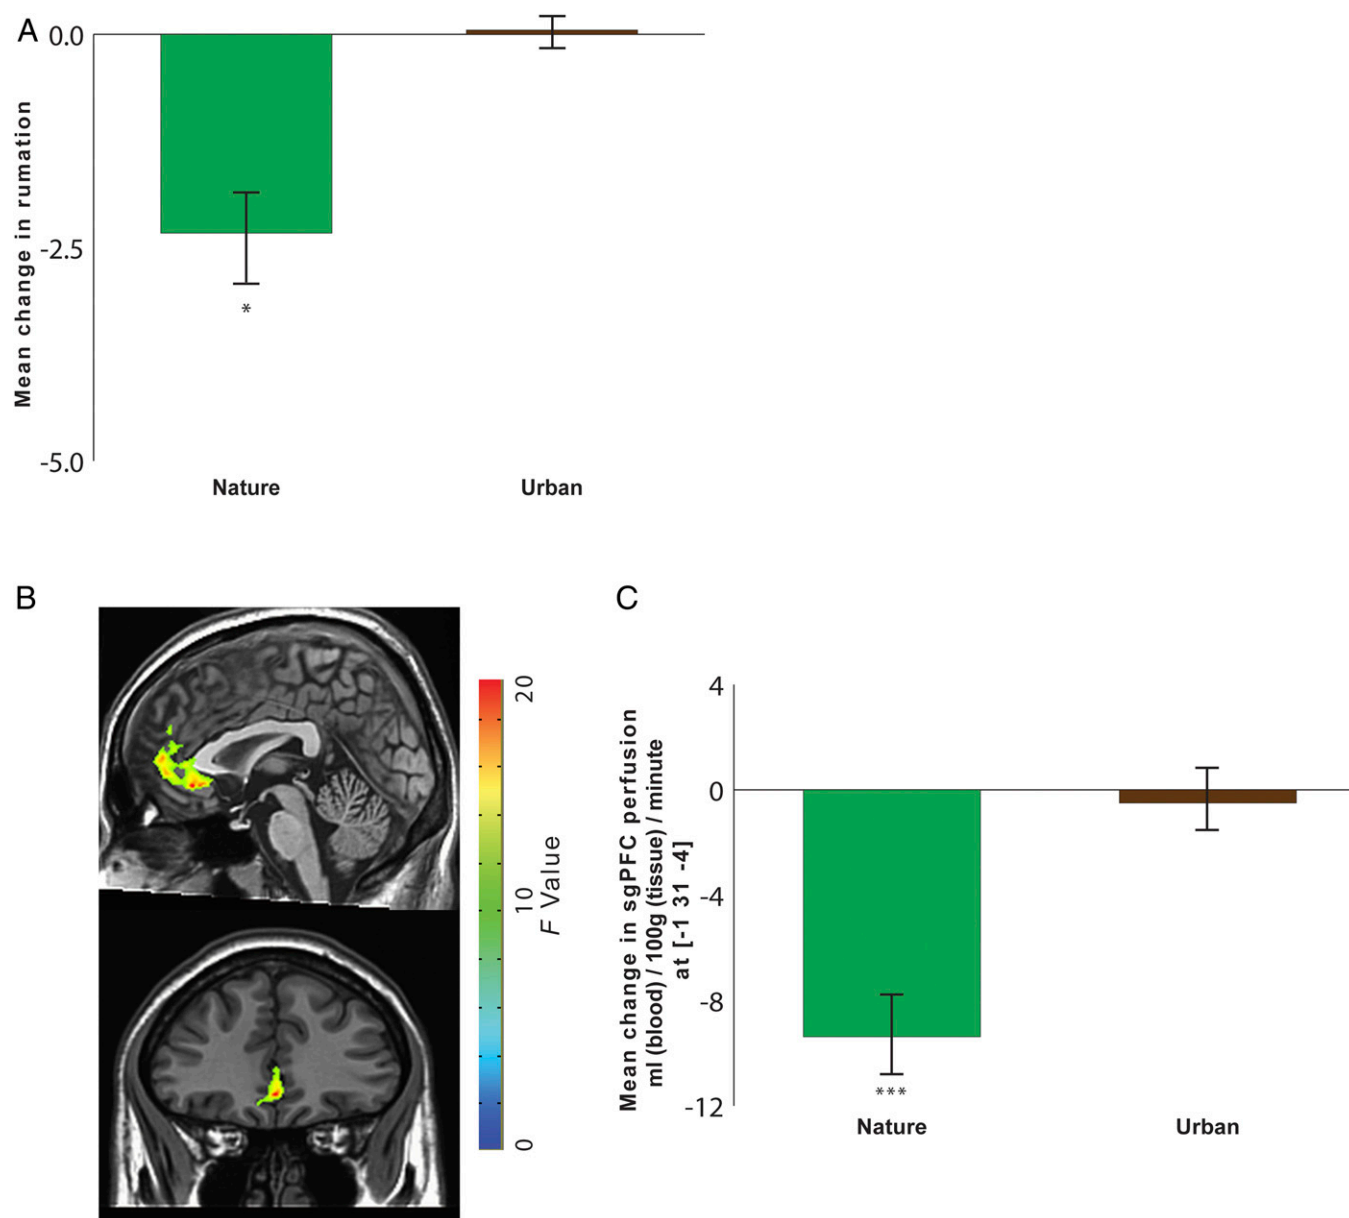 A
0.0
-2.5
-5.0
Mean change in rumation
*
Nature
Urban
B
20
10
0
F Value
C
Mean change in sgPFC perfusion
ml (blood) / 100g (tissue) / minute
at [-1 31 -4]
4
0
-4
-8
-12
***
Nature
Urban